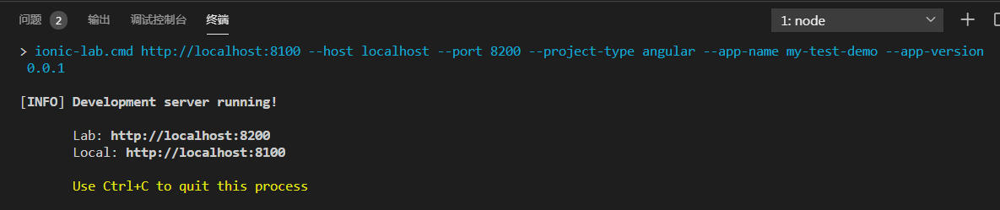 问题 2 输出 调试控制台 终端 1: node
> ionic-lab.cmd http://localhost:8100 --host localhost --port 8200 --project-type angular --app-name my-test-demo --app-version
0.0.1
[INFO] Development server running!
Lab: http://localhost:8200
Local: http://localhost:8100
Use Ctrl+C to quit this process